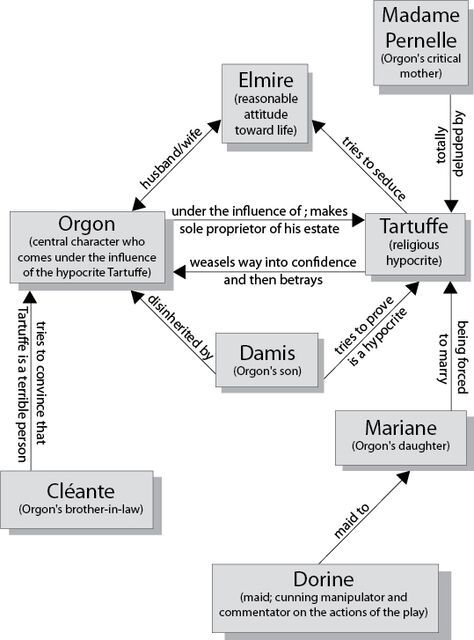 Madame
Pernelle
(Orgon's critical
mother)
Elmire
(reasonable
attitude
toward life)
totally
deluded by
husband/wife
tries to seduce
Orgon
(central character who
comes under the influence
of the hypocrite Tartuffe)
under the influence of ; makes
sole proprietor of his estate
Tartuffe
(religious
hypocrite)
weasels way into confidence
and then betrays
disinherited by
tries to prove
is a hypocrite
being forced
to marry
Damis
(Orgon's son)
tries to convince that
Tartuffe is a terrible person
Mariane
(Orgon's daughter)
Cléante
(Orgon's brother-in-law)
maid to
Dorine
(maid; cunning manipulator and
commentator on the actions of the play)